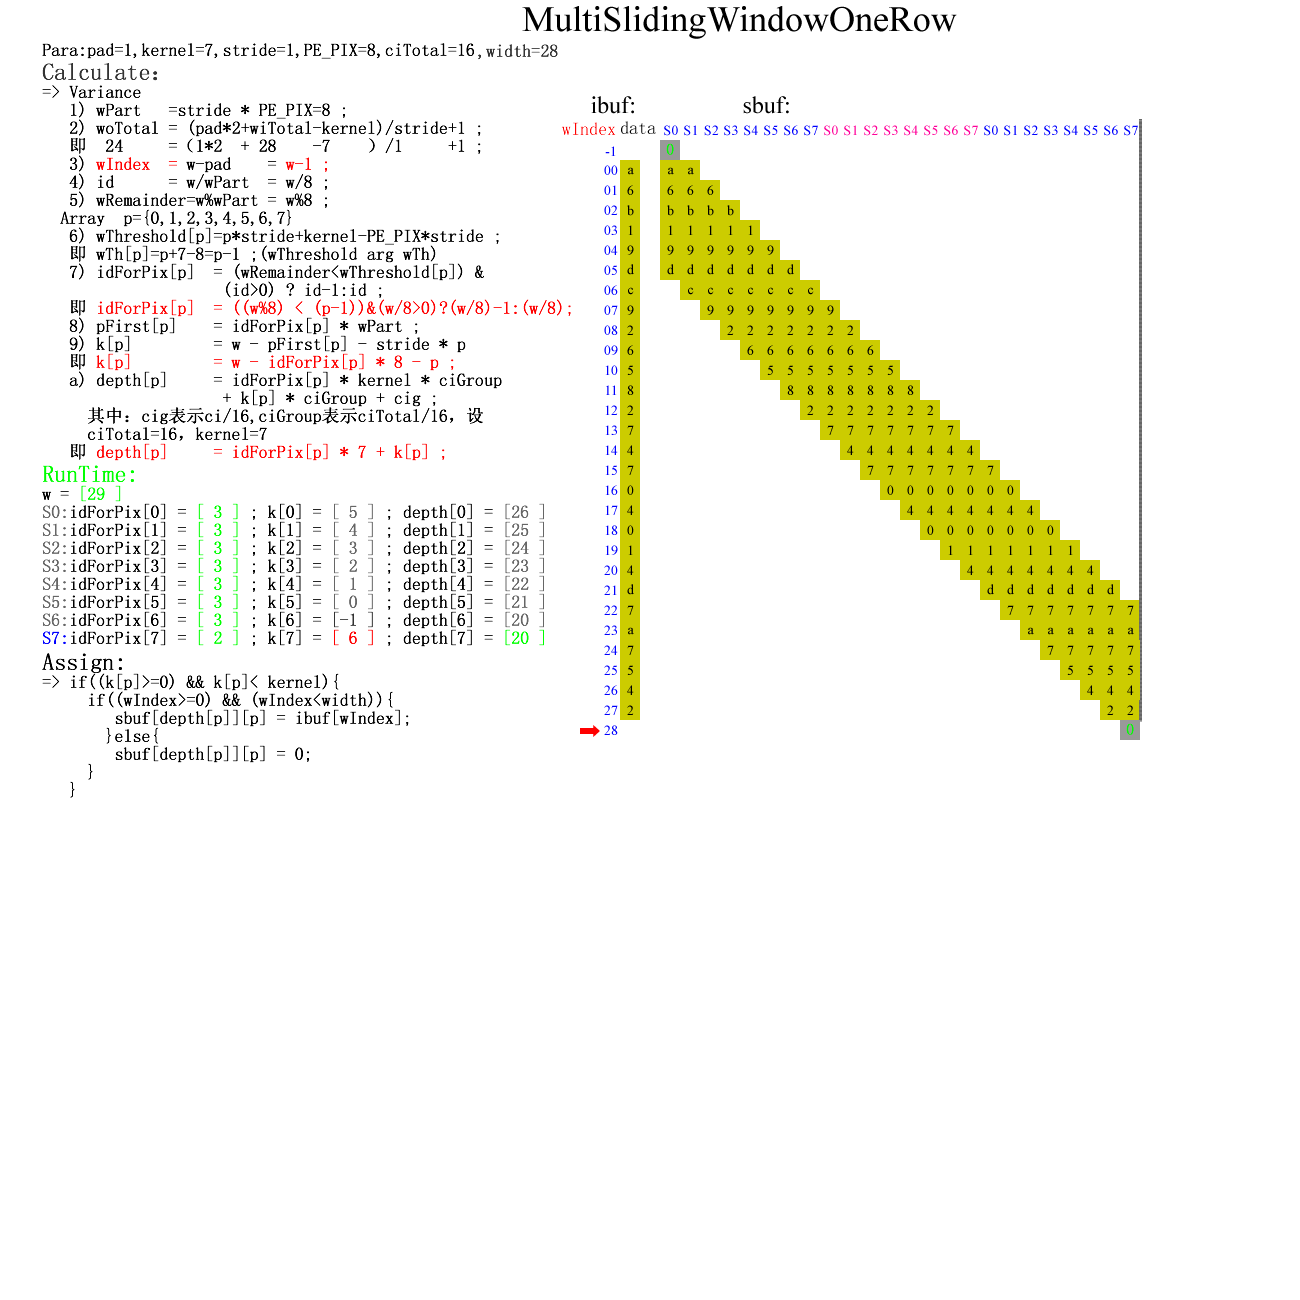 MultiSlidingWindowOneRow
Para:pad=1,kernel=7,stride=1,PE_PIX=8,ciTotal=16,width=28
Calculate:
=> Variance
1) wPart =stride * PE_PIX=8 ;
2) woTotal = (pad*2+wiTotal-kernel)/stride+1 ;
即 24 = (1*2 + 28 -7 ) /1 +1 ;
3) wIndex = w-pad = w-1 ;
4) id = w/wPart = w/8 ;
5) wRemainder=w%wPart = w%8 ;
Array p={0,1,2,3,4,5,6,7}
6) wThreshold[p]=p*stride+kernel-PE_PIX*stride ;
即 wTh[p]=p+7-8=p-1 ;(wThreshold arg wTh)
7) idForPix[p] = (wRemainder<wThreshold[p]) &
(id>0) ? id-1:id ;
即 idForPix[p] = ((w%8) < (p-1))&(w/8>0)?(w/8)-1:(w/8);
8) pFirst[p] = idForPix[p] * wPart ;
9) k[p] = w - pFirst[p] - stride * p
即 k[p] = w - idForPix[p] * 8 - p ;
a) depth[p] = idForPix[p] * kernel * ciGroup
+ k[p] * ciGroup + cig ;
其中: cig表示ci/16,ciGroup表示ciTotal/16, 设
ciTotal=16, kernel=7
即 depth[p] = idForPix[p] * 7 + k[p] ;
RunTime:
w = [29 ]
S0:idForPix[0] = [ 3 ] ; k[0] = [ 5 ] ; depth[0] = [26 ]
S1:idForPix[1] = [ 3 ] ; k[1] = [ 4 ] ; depth[1] = [25 ]
S2:idForPix[2] = [ 3 ] ; k[2] = [ 3 ] ; depth[2] = [24 ]
S3:idForPix[3] = [ 3 ] ; k[3] = [ 2 ] ; depth[3] = [23 ]
S4:idForPix[4] = [ 3 ] ; k[4] = [ 1 ] ; depth[4] = [22 ]
S5:idForPix[5] = [ 3 ] ; k[5] = [ 0 ] ; depth[5] = [21 ]
S6:idForPix[6] = [ 3 ] ; k[6] = [-1 ] ; depth[6] = [20 ]
S7:idForPix[7] = [ 2 ] ; k[7] = [ 6 ] ; depth[7] = [20 ]
Assign:
=> if((k[p]>=0) && k[p]< kernel){
if((wIndex>=0) && (wIndex<width)){
sbuf[depth[p]][p] = ibuf[wIndex];
}else{
sbuf[depth[p]][p] = 0;
}
}
ibuf: sbuf:
wIndex data S0 S1 S2 S3 S4 S5 S6 S7 S0 S1 S2 S3 S4 S5 S6 S7 S0 S1 S2 S3 S4 S5 S6 S7
-1 0
00 a a a
01 6 6 6 6
02 b b b b b
03 1 1 1 1 1 1
04 9 9 9 9 9 9 9
05 d d d d d d d d
06 c c c c c c c c
07 9 9 9 9 9 9 9 9
08 2 2 2 2 2 2 2 2
09 6 6 6 6 6 6 6 6
10 5 5 5 5 5 5 5 5
11 8 8 8 8 8 8 8 8
12 2 2 2 2 2 2 2 2
13 7 7 7 7 7 7 7 7
14 4 4 4 4 4 4 4 4
15 7 7 7 7 7 7 7 7
16 0 0 0 0 0 0 0 0
17 4 4 4 4 4 4 4 4
18 0 0 0 0 0 0 0 0
19 1 1 1 1 1 1 1 1
20 4 4 4 4 4 4 4 4
21 d d d d d d d d
22 7 7 7 7 7 7 7 7
23 a a a a a a a
24 7 7 7 7 7 7
25 5 5 5 5 5
26 4 4 4 4
27 2 2 2
28 0